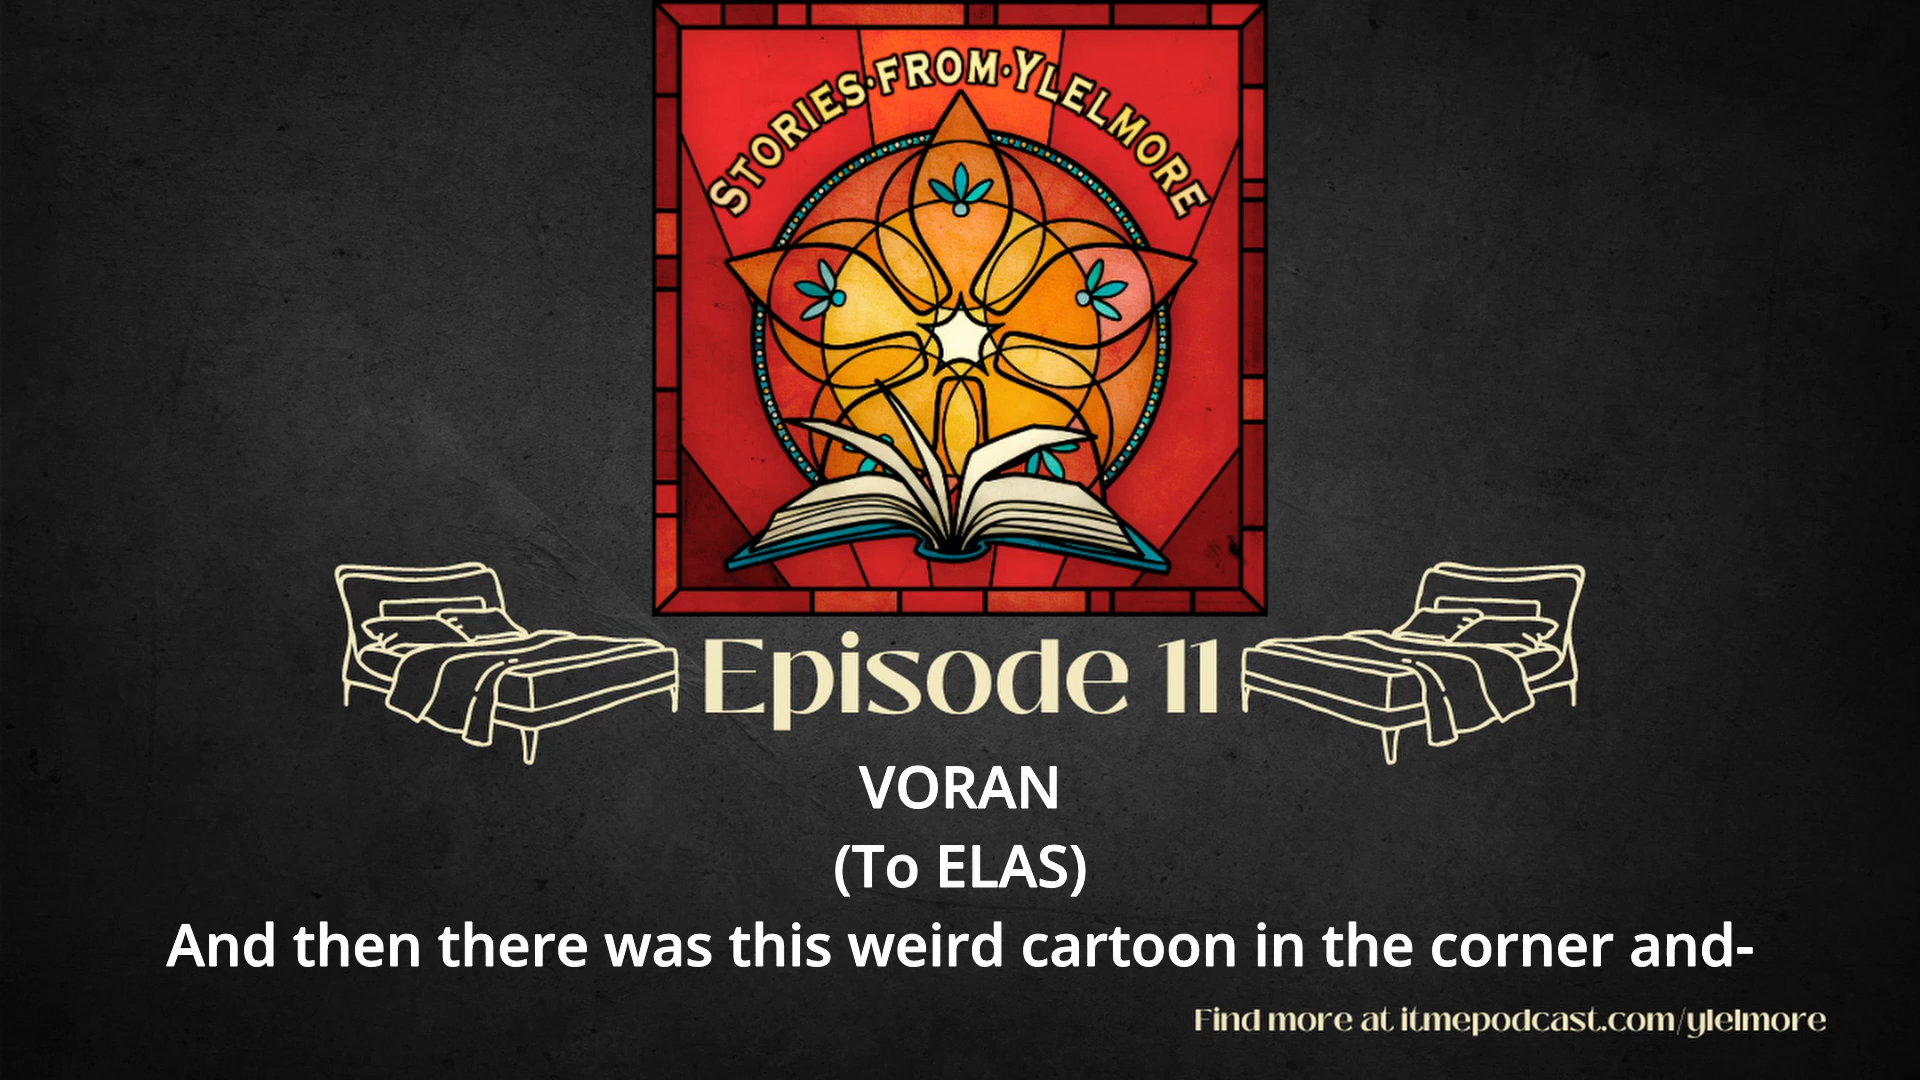 STORIES·FROM·YLELMORE
Episode 11
VORAN
(To ELAS)
And then there was this weird cartoon in the corner and-
Find more at itmepodcast.com/ylelmore